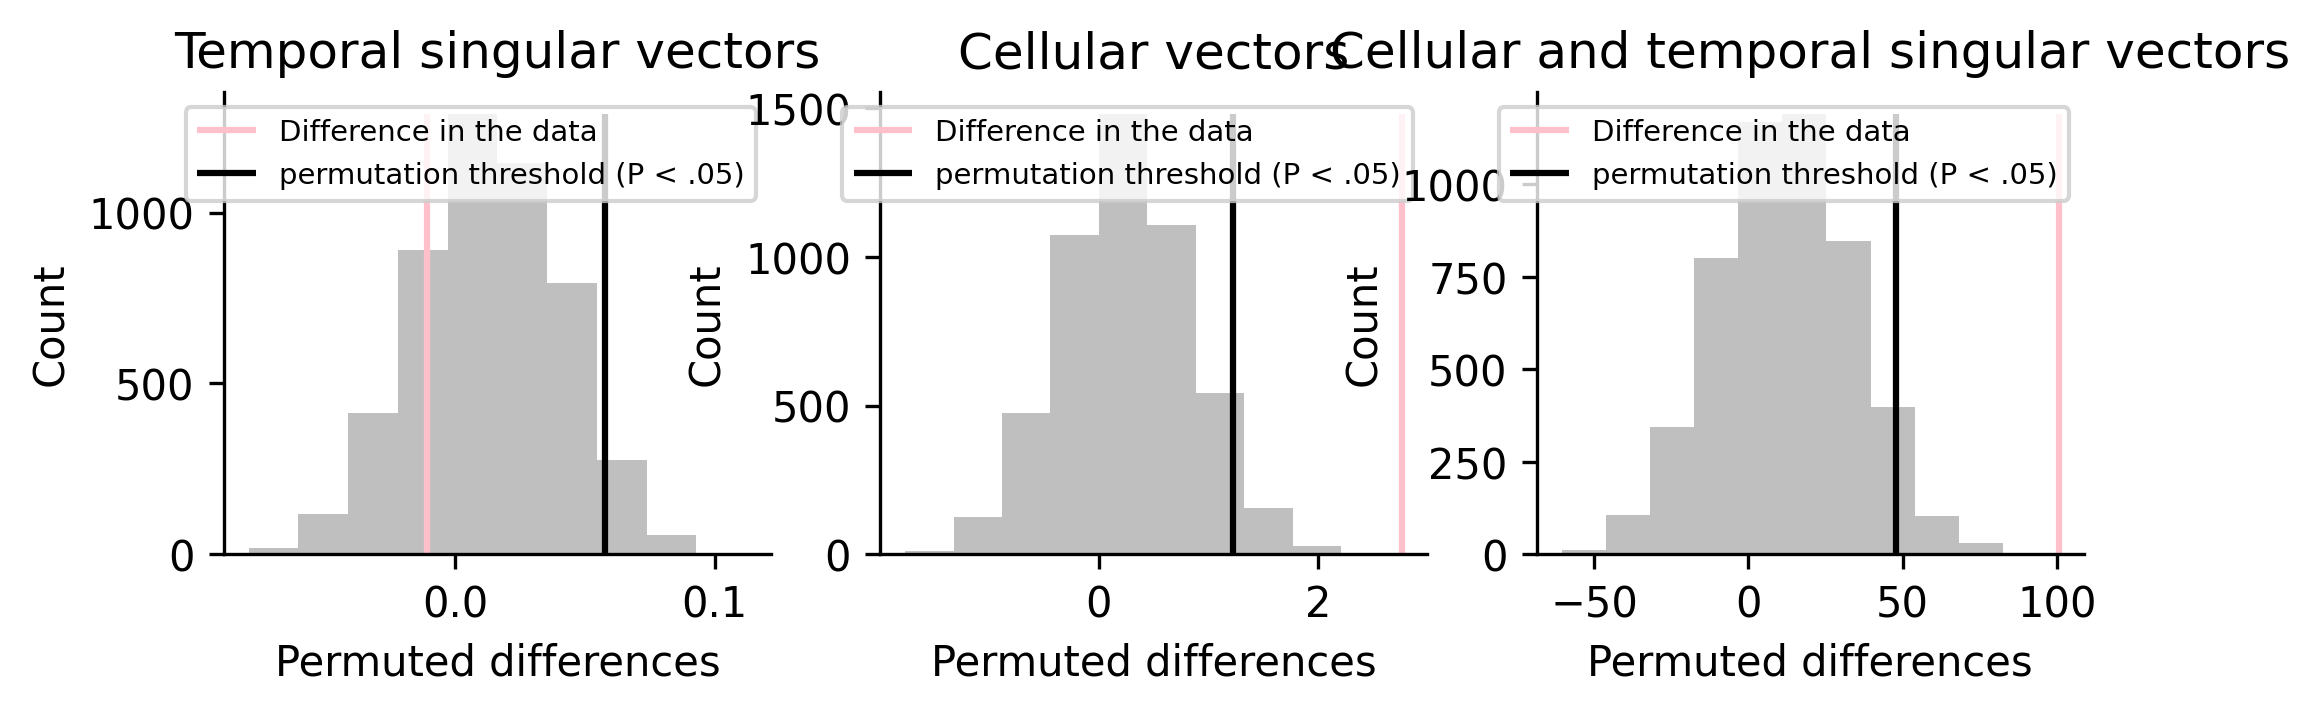 Temporal singular vectors
Difference in the data
permutation threshold (P < .05)
1000
500
0
Count
0.0
0.1
Permuted differences
Cellular vectors
Difference in the data
permutation threshold (P < .05)
1500
1000
500
0
Count
0
2
Permuted differences
Cellular and temporal singular vectors
Difference in the data
permutation threshold (P < .05)
1000
750
500
250
0
Count
−50
0
50
100
Permuted differences